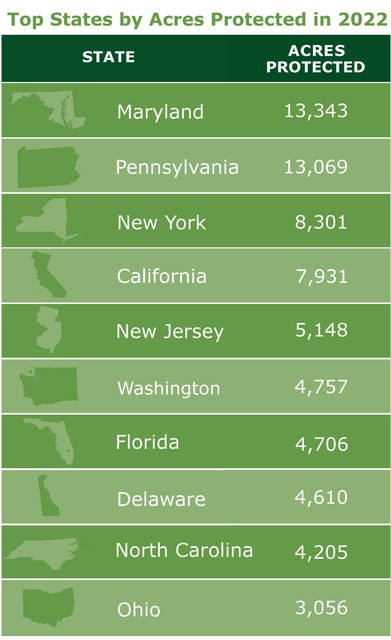 Top States by Acres Protected in 2022
STATE ACRES PROTECTED
Maryland 13,343
Pennsylvania 13,069
New York 8,301
California 7,931
New Jersey 5,148
Washington 4,757
Florida 4,706
Delaware 4,610
North Carolina 4,205
Ohio 3,056